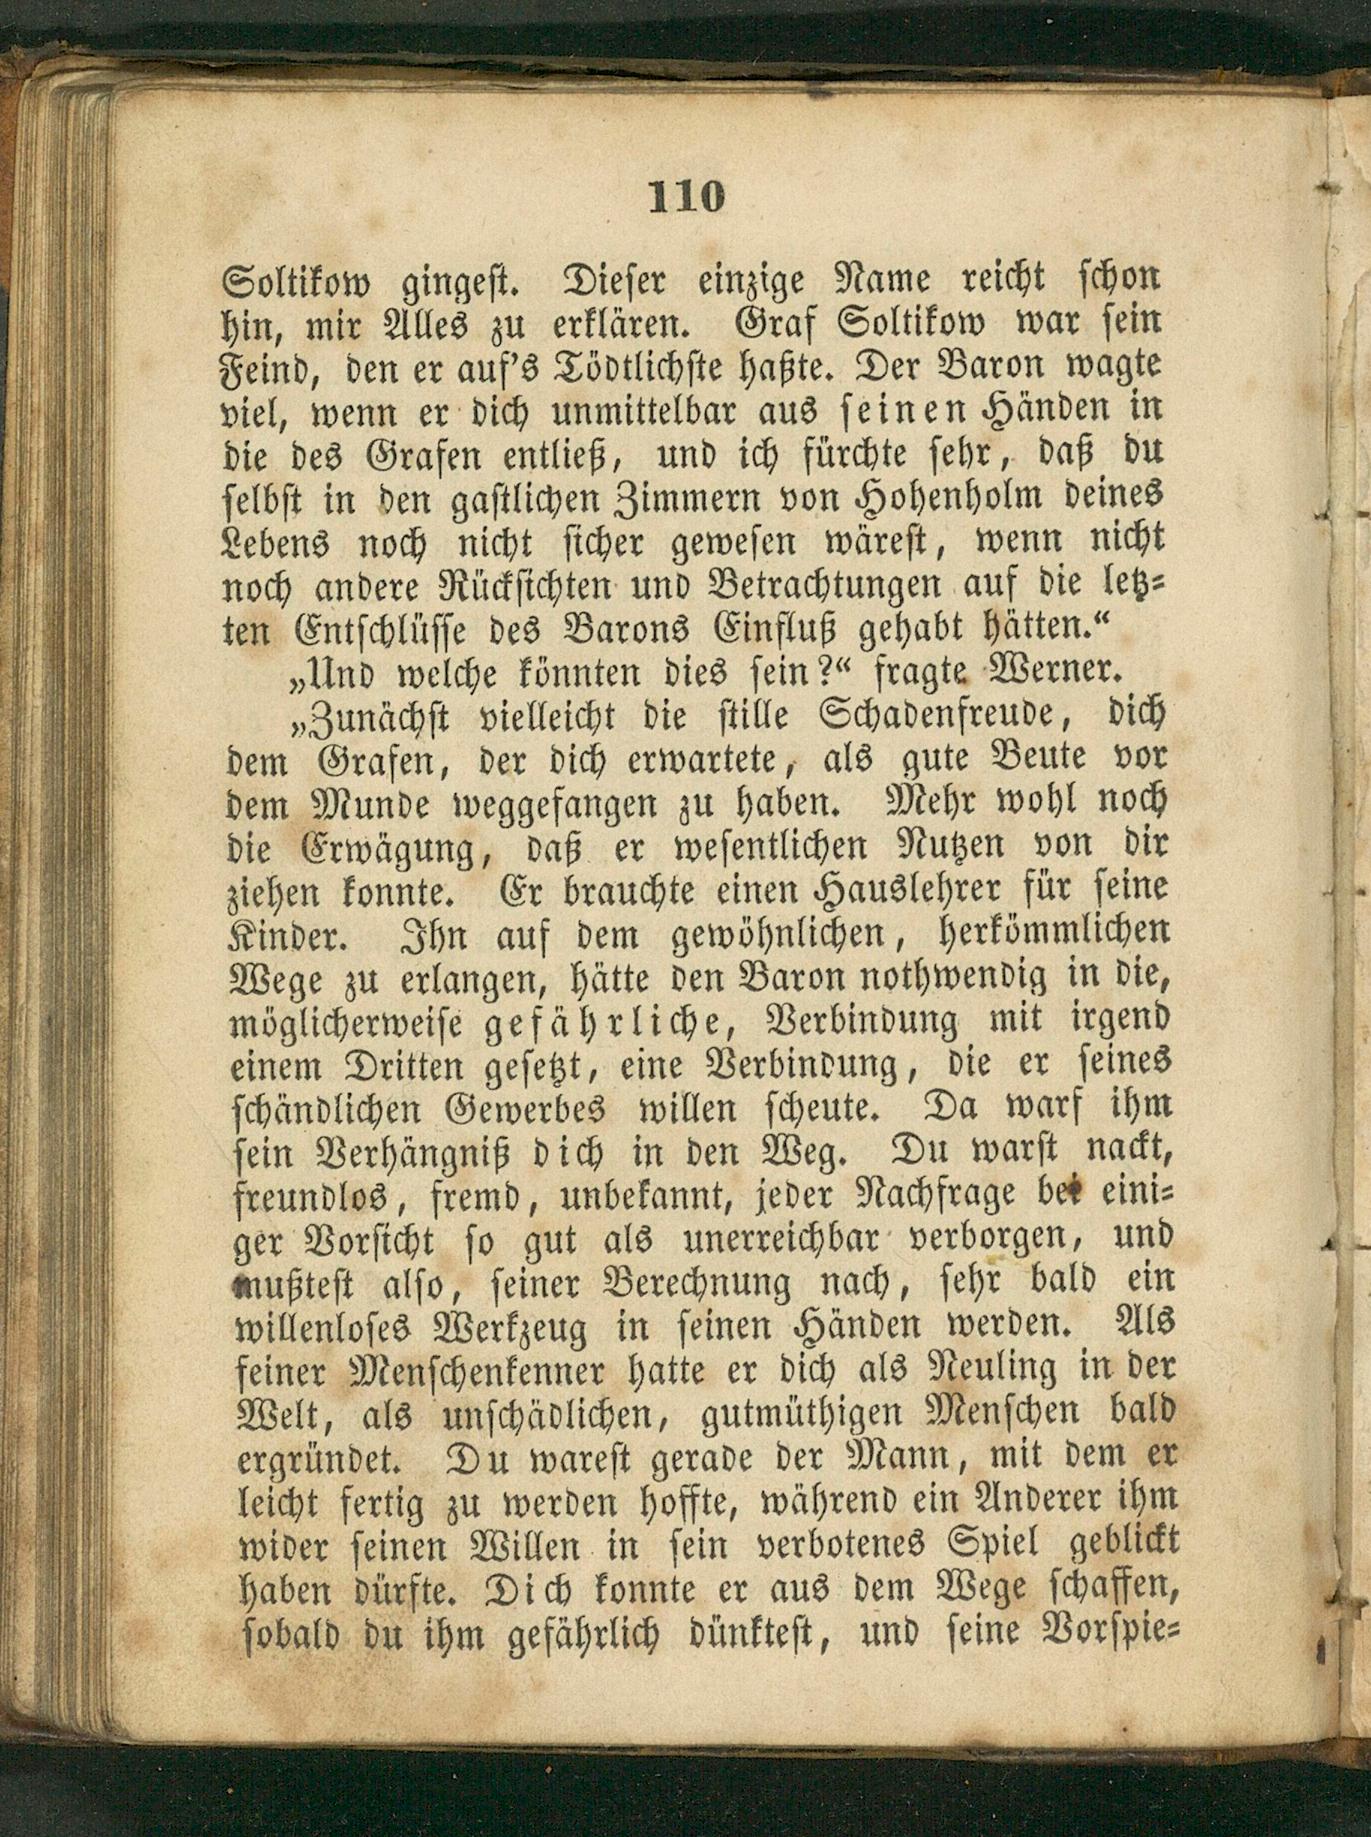 110
Soltikow gingest. Dieser einzige Name reicht schon
hin, mir Alles zu erklären. Graf Soltikow war sein
Feind, den er auf's Tödtlichste haßte. Der Baron wagte
viel, wenn er dich unmittelbar aus seinen Händen in
die des Grafen entließ, und ich fürchte sehr, daß du
selbst in den gastlichen Zimmern von Hohenholm deines
Lebens noch nicht sicher gewesen wärest, wenn nicht
noch andere Rücksichten und Betrachtungen auf die letz=
ten Entschlüsse des Barons Einfluß gehabt hätten.“
„Und welche könnten dies sein?“ fragte Werner.
„Zunächst vielleicht die stille Schadenfreude, dich
dem Grafen, der dich erwartete, als gute Beute vor
dem Munde weggefangen zu haben. Mehr wohl noch
die Erwägung, daß er wesentlichen Nutzen von dir
ziehen konnte. Er brauchte einen Hauslehrer für seine
Kinder. Ihn auf dem gewöhnlichen, herkömmlichen
Wege zu erlangen, hätte den Baron nothwendig in die,
möglicherweise gefährliche, Verbindung mit irgend
einem Dritten gesetzt, eine Verbindung, die er seines
schändlichen Gewerbes willen scheute. Da warf ihm
sein Verhängniß dich in den Weg. Du warst nackt,
freundlos, fremd, unbekannt, jeder Nachfrage bei eini=
ger Vorsicht so gut als unerreichbar verborgen, und
mußtest also, seiner Berechnung nach, sehr bald ein
willenloses Werkzeug in seinen Händen werden. Als
feiner Menschenkenner hatte er dich als Neuling in der
Welt, als unschädlichen, gutmüthigen Menschen bald
ergründet. Du warest gerade der Mann, mit dem er
leicht fertig zu werden hoffte, während ein Anderer ihm
wider seinen Willen in sein verbotenes Spiel geblickt
haben dürfte. Dich konnte er aus dem Wege schaffen,
sobald du ihm gefährlich dünktest, und seine Vorspie=